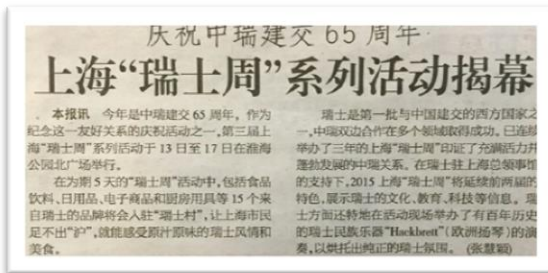 庆祝中瑞建交65周年
上海“瑞士周”系列活动揭幕
本报讯 今年是中瑞建交65周年，作为
纪念这一友好关系的庆祝活动之一，第三届上
海“瑞士周”系列活动于13日至17日在淮海
公园北广场举行。
在为期5天的“瑞士周”活动中，包括食品
饮料、日用品、电子商品和厨房用具等15个来
自瑞士的品牌将会入驻“瑞士村”，让上海市民
足不出“沪”，就能感受原汁原味的瑞士风情和
美食。
瑞士是第一批与中国建交的西方国家之
一，中瑞双边合作在多个领域取得成功。已连续
举办了三年的上海“瑞士周”印证了充满活力并
蓬勃发展的中瑞关系。在瑞士驻上海总领事馆
的支持下，2015上海“瑞士周”将延续前两届的
特色，展示瑞士的文化、教育、科技等信息。瑞
士方面还特地在活动现场举办了有百年历史
的瑞士民族乐器“Hackbrett”（欧洲扬琴）的演
奏，以烘托出纯正的瑞士氛围。（张慧颖）